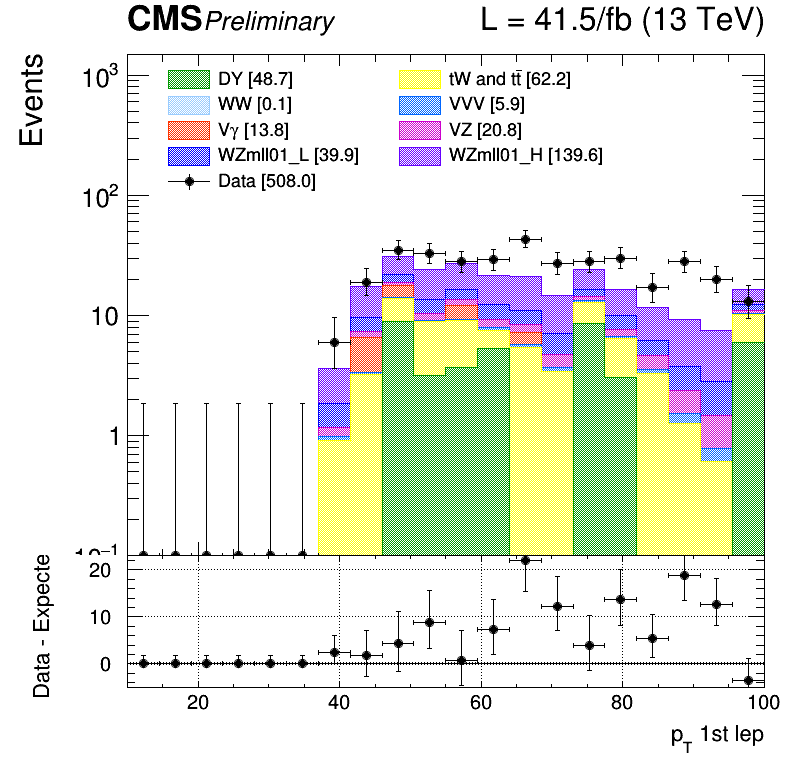 CMS Preliminary L = 41.5/fb (13 TeV)
Events
DY [48.7] tW and tt̄ [62.2]
WW [0.1] VVV [5.9]
Vγ [13.8] VZ [20.8]
WZmll01_L [39.9] WZmll01_H [139.6]
Data [508.0]
10³
10²
10
1
Data - Expecte
20
10
0
20 40 60 80 100
p_T 1st lep